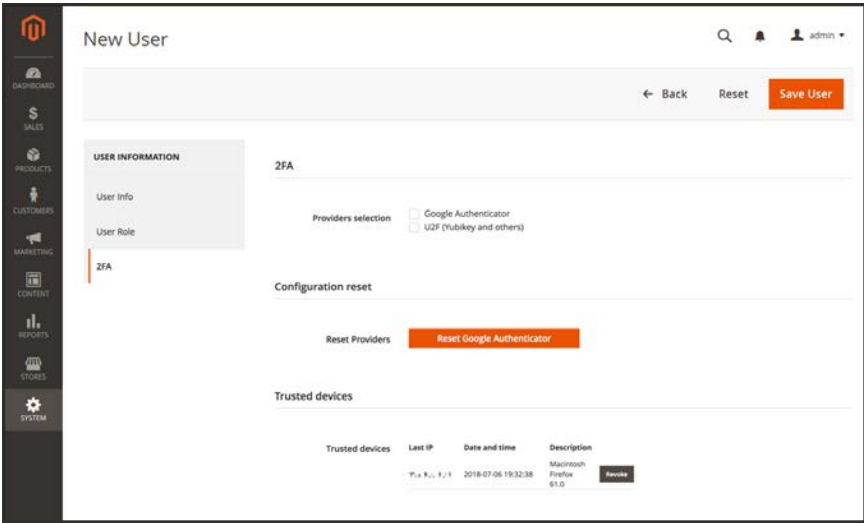 New User
admin
DASHBOARD
SALES
PRODUCTS
CUSTOMERS
MARKETING
CONTENT
REPORTS
STORES
SYSTEM
← Back Reset Save User
USER INFORMATION
User Info
User Role
2FA
2FA
Providers selection
Google Authenticator
U2F (Yubikey and others)
Configuration reset
Reset Providers Reset Google Authenticator
Trusted devices
Trusted devices
Last IP Date and time Description
2018-07-06 19:32:38
Macintosh
Firefox
61.0
Revoke